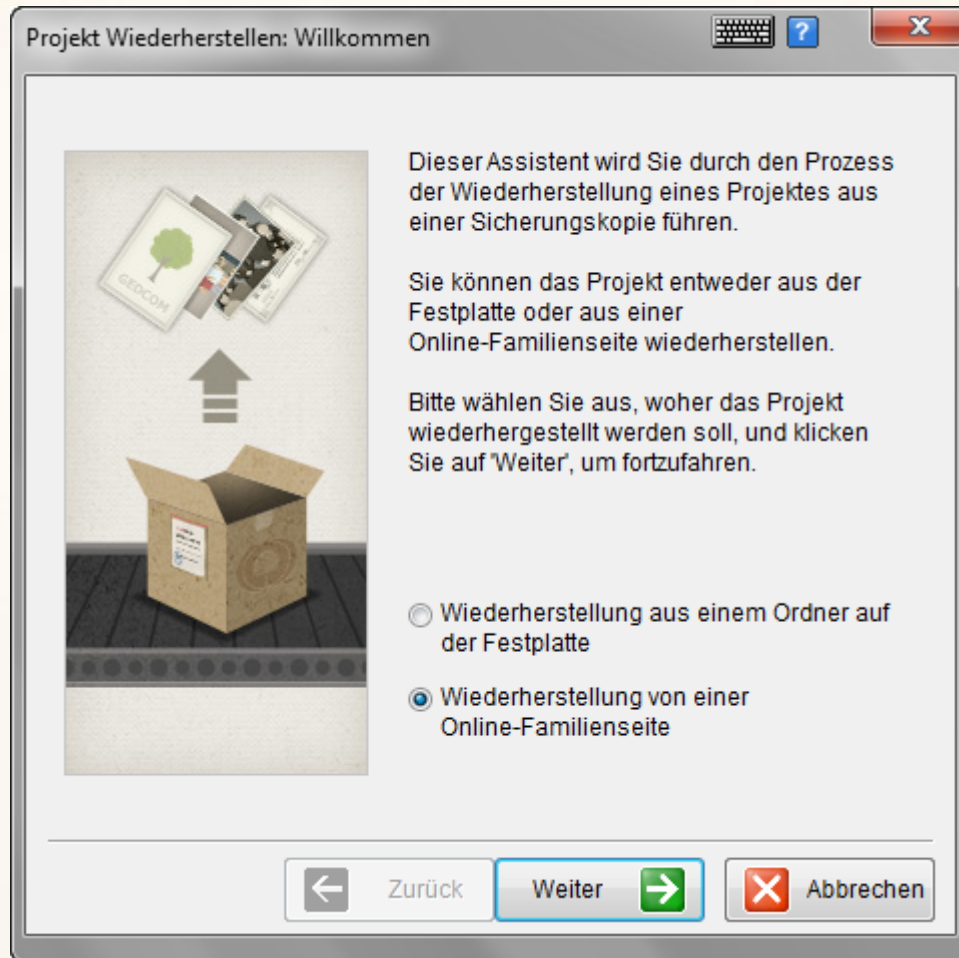 Projekt Wiederherstellen: Willkommen
?
GEDCOM
Dieser Assistent wird Sie durch den Prozess
der Wiederherstellung eines Projektes aus
einer Sicherungskopie führen.
Sie können das Projekt entweder aus der
Festplatte oder aus einer
Online-Familienseite wiederherstellen.
Bitte wählen Sie aus, woher das Projekt
wiederhergestellt werden soll, und klicken
Sie auf 'Weiter', um fortzufahren.
Wiederherstellung aus einem Ordner auf
der Festplatte
Wiederherstellung von einer
Online-Familienseite
Zurück
Weiter
Abbrechen